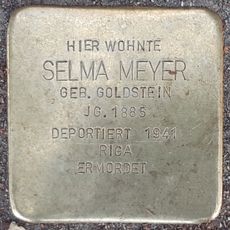 HIER WOHNTE
SELMA MEYER
GEB. GOLDSTEIN
JG. 1885
DEPORTIERT 1941
RIGA
ERMORDET